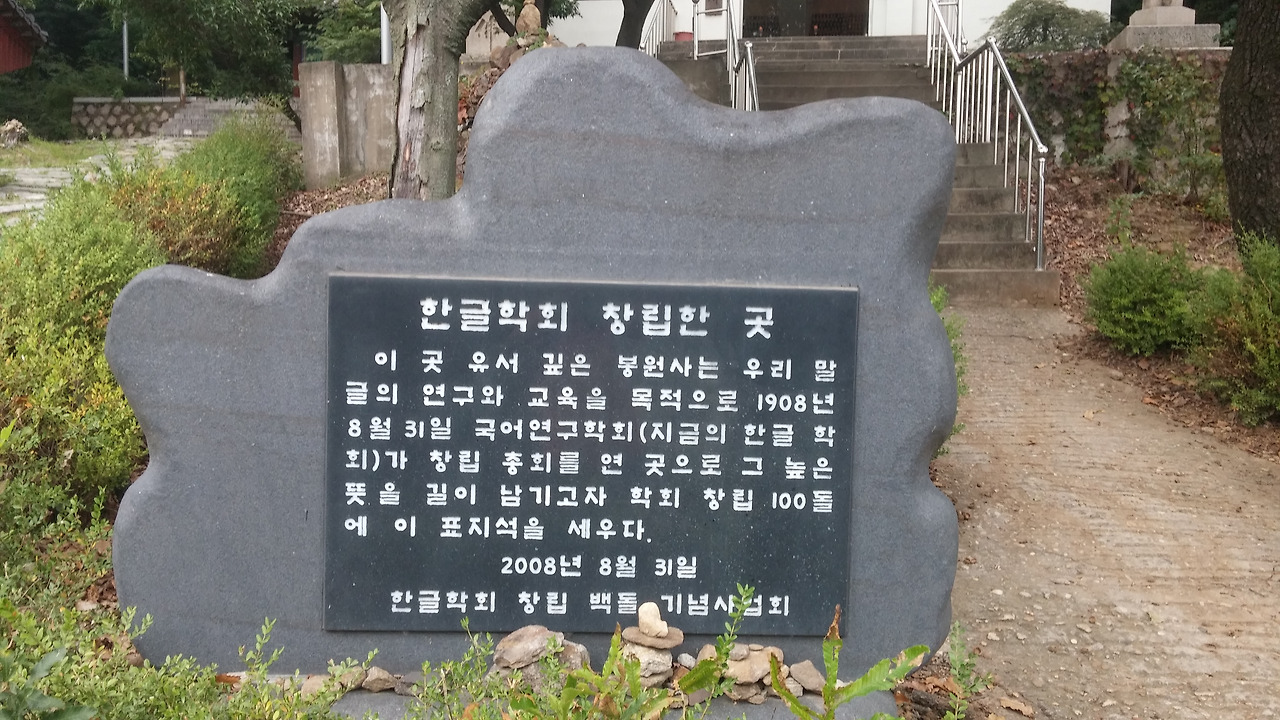 한글학회 창립한 곳
이 곳 유서 깊은 봉원사는 우리 말
글의 연구와 교육을 목적으로 1908년
8월 31일 국어연구학회(지금의 한글 학
회)가 창립 총회를 연 곳으로 그 높은
뜻을 길이 남기고자 학회 창립 100돌
에 이 표지석을 세우다.
2008년 8월 31일
한글학회 창립 백돌 기념사업회